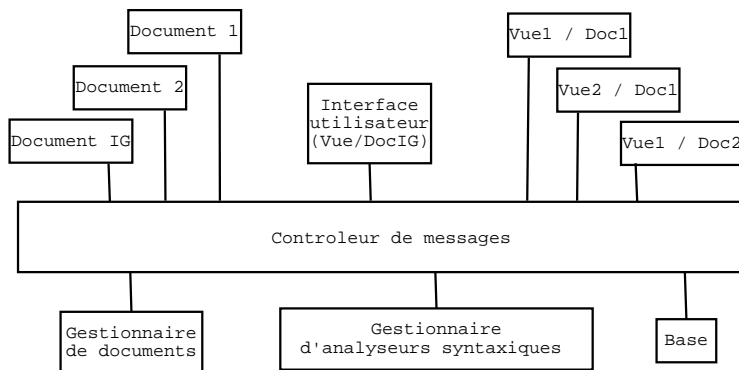 Document 1
Vue1 / Doc1
Document 2
Vue2 / Doc1
Interface
utilisateur
(Vue/DocIG)
Document IG
Vue1 / Doc2
Controleur de messages
Gestionnaire
de documents
Gestionnaire
d'analyseurs syntaxiques
Base